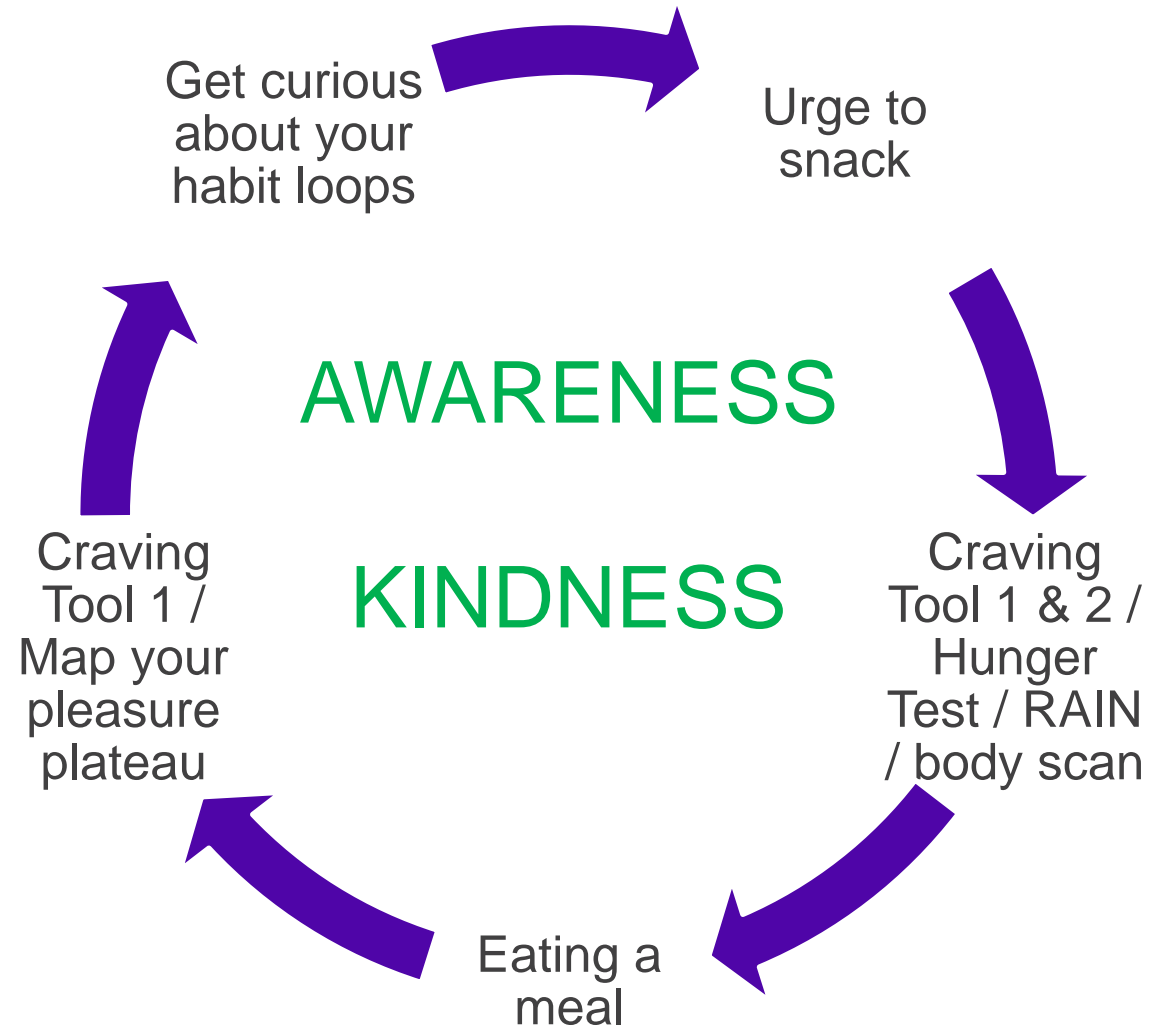 Get curious
about your
habit loops
Urge to
snack
AWARENESS
KINDNESS
Craving
Tool 1 & 2 /
Hunger
Test / RAIN
/ body scan
Eating a
meal
Craving
Tool 1 /
Map your
pleasure
plateau